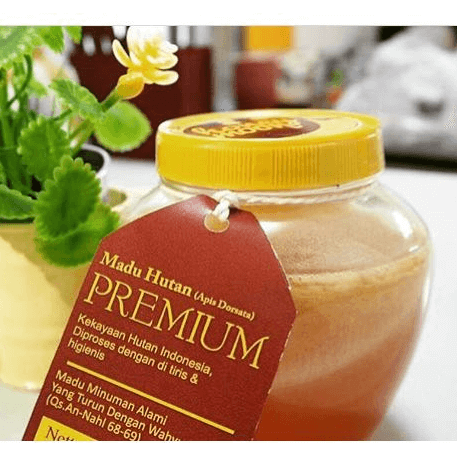 Madu Hutan (Apis Dorsata)
PREMIUM
Kekayaan Hutan Indonesia,
Diproses dengan di tiris &
higienis
Madu Minuman Alami
Yang Turun Dengan Wahyu
(Qs.An-Nahl 68-69)